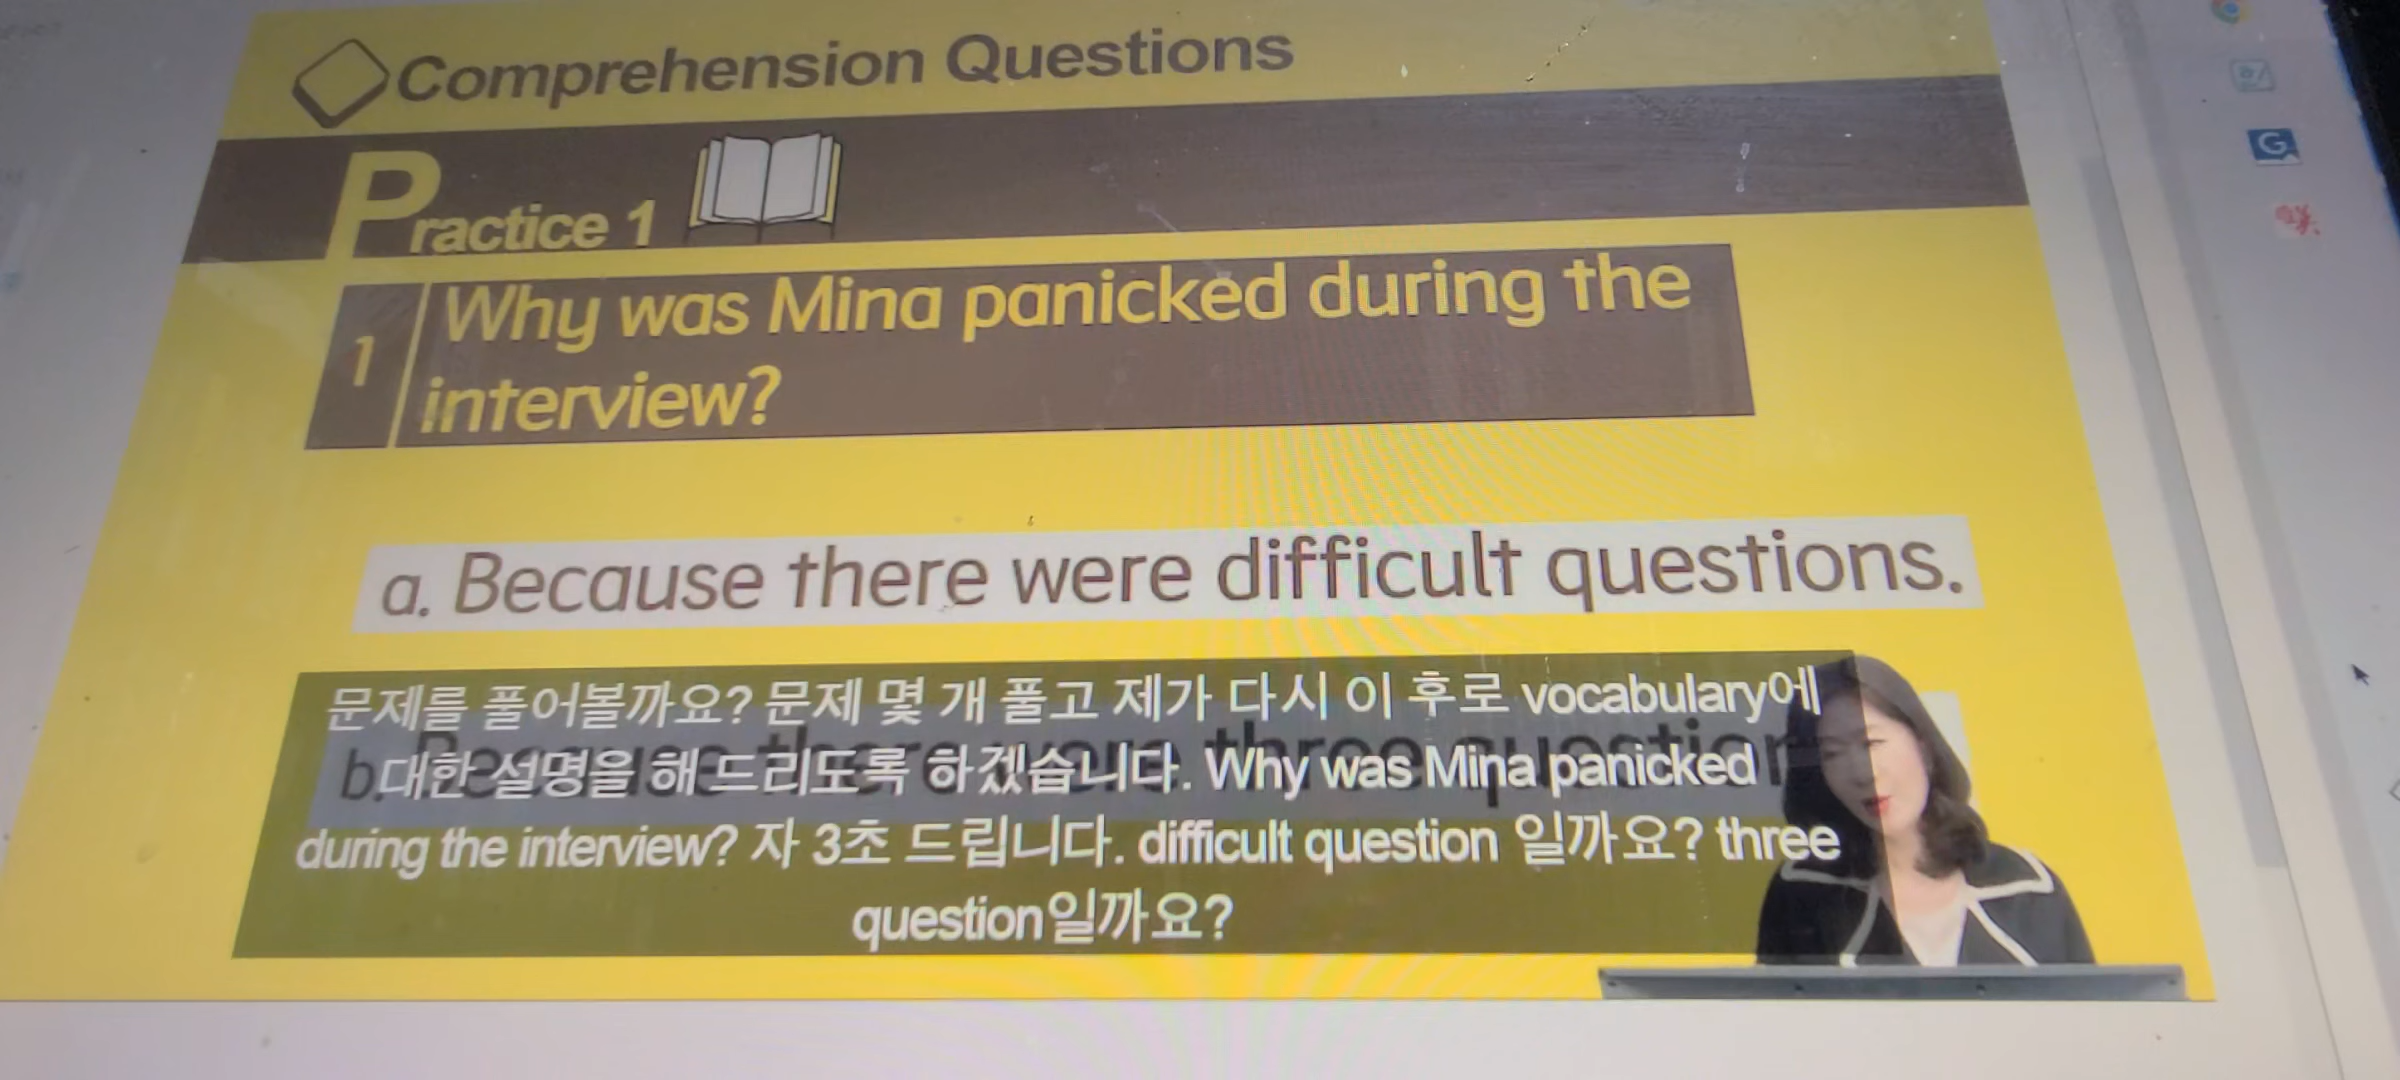 Comprehension Questions
Practice 1
1 Why was Mina panicked during the
interview?
a. Because there were difficult questions.
b. Because there were three question
문제를 풀어볼까요? 문제 몇 개 풀고 제가 다시 이 후로 vocabulary에
대한 설명을 해 드리도록 하겠습니다. Why was Mina panicked
during the interview? 자 3초 드립니다. difficult question 일까요? three
question일까요?